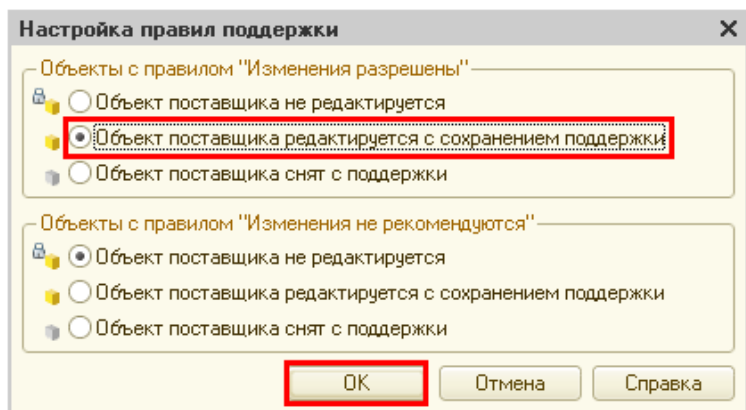 Настройка правил поддержки
Объекты с правилом "Изменения разрешены"
Объект поставщика не редактируется
Объект поставщика редактируется с сохранением поддержки
Объект поставщика снят с поддержки
Объекты с правилом "Изменения не рекомендуются"
Объект поставщика не редактируется
Объект поставщика редактируется с сохранением поддержки
Объект поставщика снят с поддержки
OK Отмена Справка